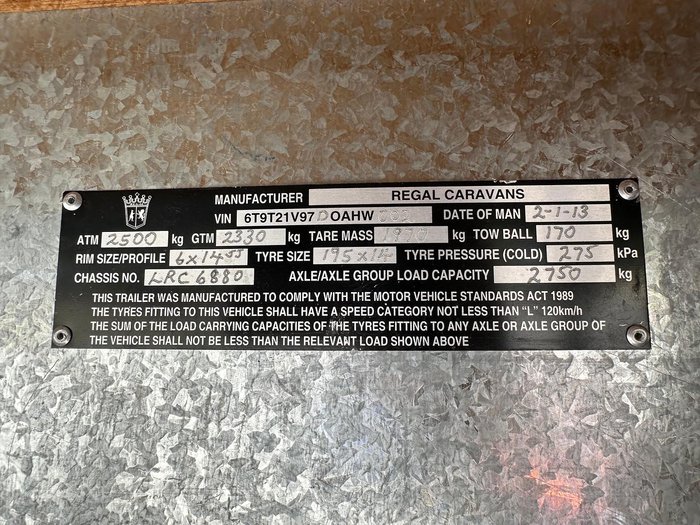 MANUFACTURER REGAL CARAVANS
VIN 6T9T21V97DOAHW DATE OF MAN 2-1-13
ATM 2500 kg GTM 2330 kg TARE MASS kg TOW BALL 170 kg
RIM SIZE/PROFILE 6x14 55 TYRE SIZE 195x14 TYRE PRESSURE (COLD) 275 kPa
CHASSIS NO. LRC 6880 AXLE/AXLE GROUP LOAD CAPACITY 2750 kg
THIS TRAILER WAS MANUFACTURED TO COMPLY WITH THE MOTOR VEHICLE STANDARDS ACT 1989
THE TYRES FITTING TO THIS VEHICLE SHALL HAVE A SPEED CATEGORY NOT LESS THAN "L" 120km/h
THE SUM OF THE LOAD CARRYING CAPACITIES OF THE TYRES FITTING TO ANY AXLE OR AXLE GROUP OF
THE VEHICLE SHALL NOT BE LESS THAN THE RELEVANT LOAD SHOWN ABOVE